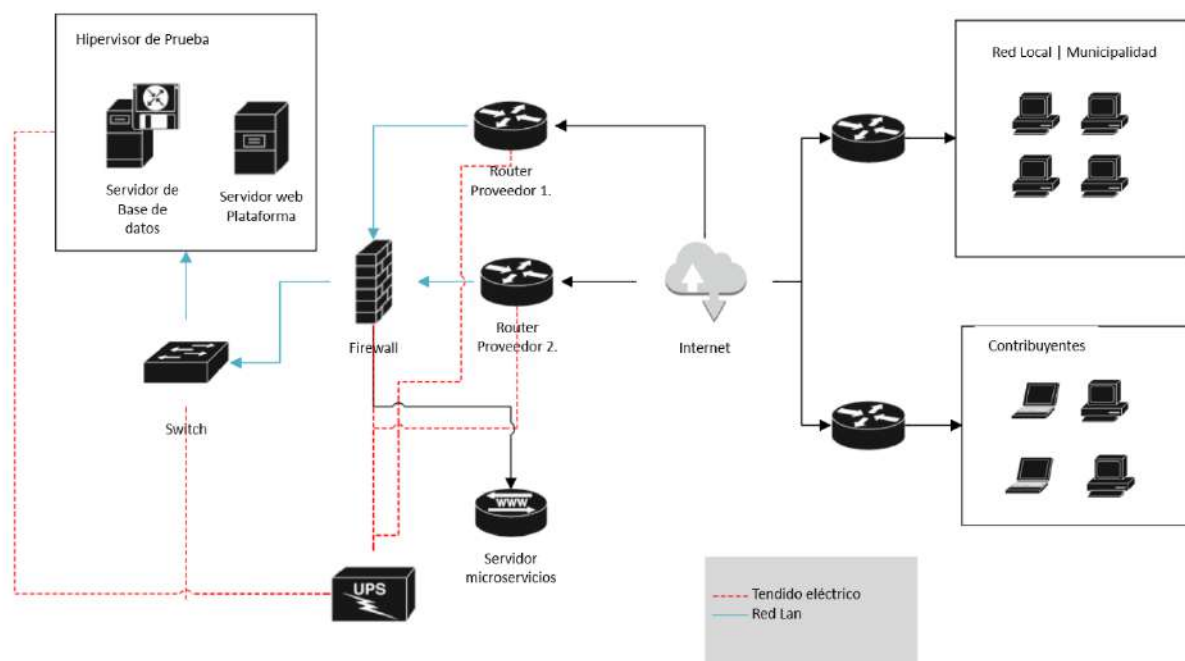 Hipervisor de Prueba
Servidor de
Base de
datos
Servidor web
Plataforma
Router
Proveedor 1.
Red Local | Municipalidad
Firewall
Router
Proveedor 2.
Internet
Contribuyentes
Switch
WWW
Servidor
microservicios
UPS
Tendido eléctrico
Red Lan